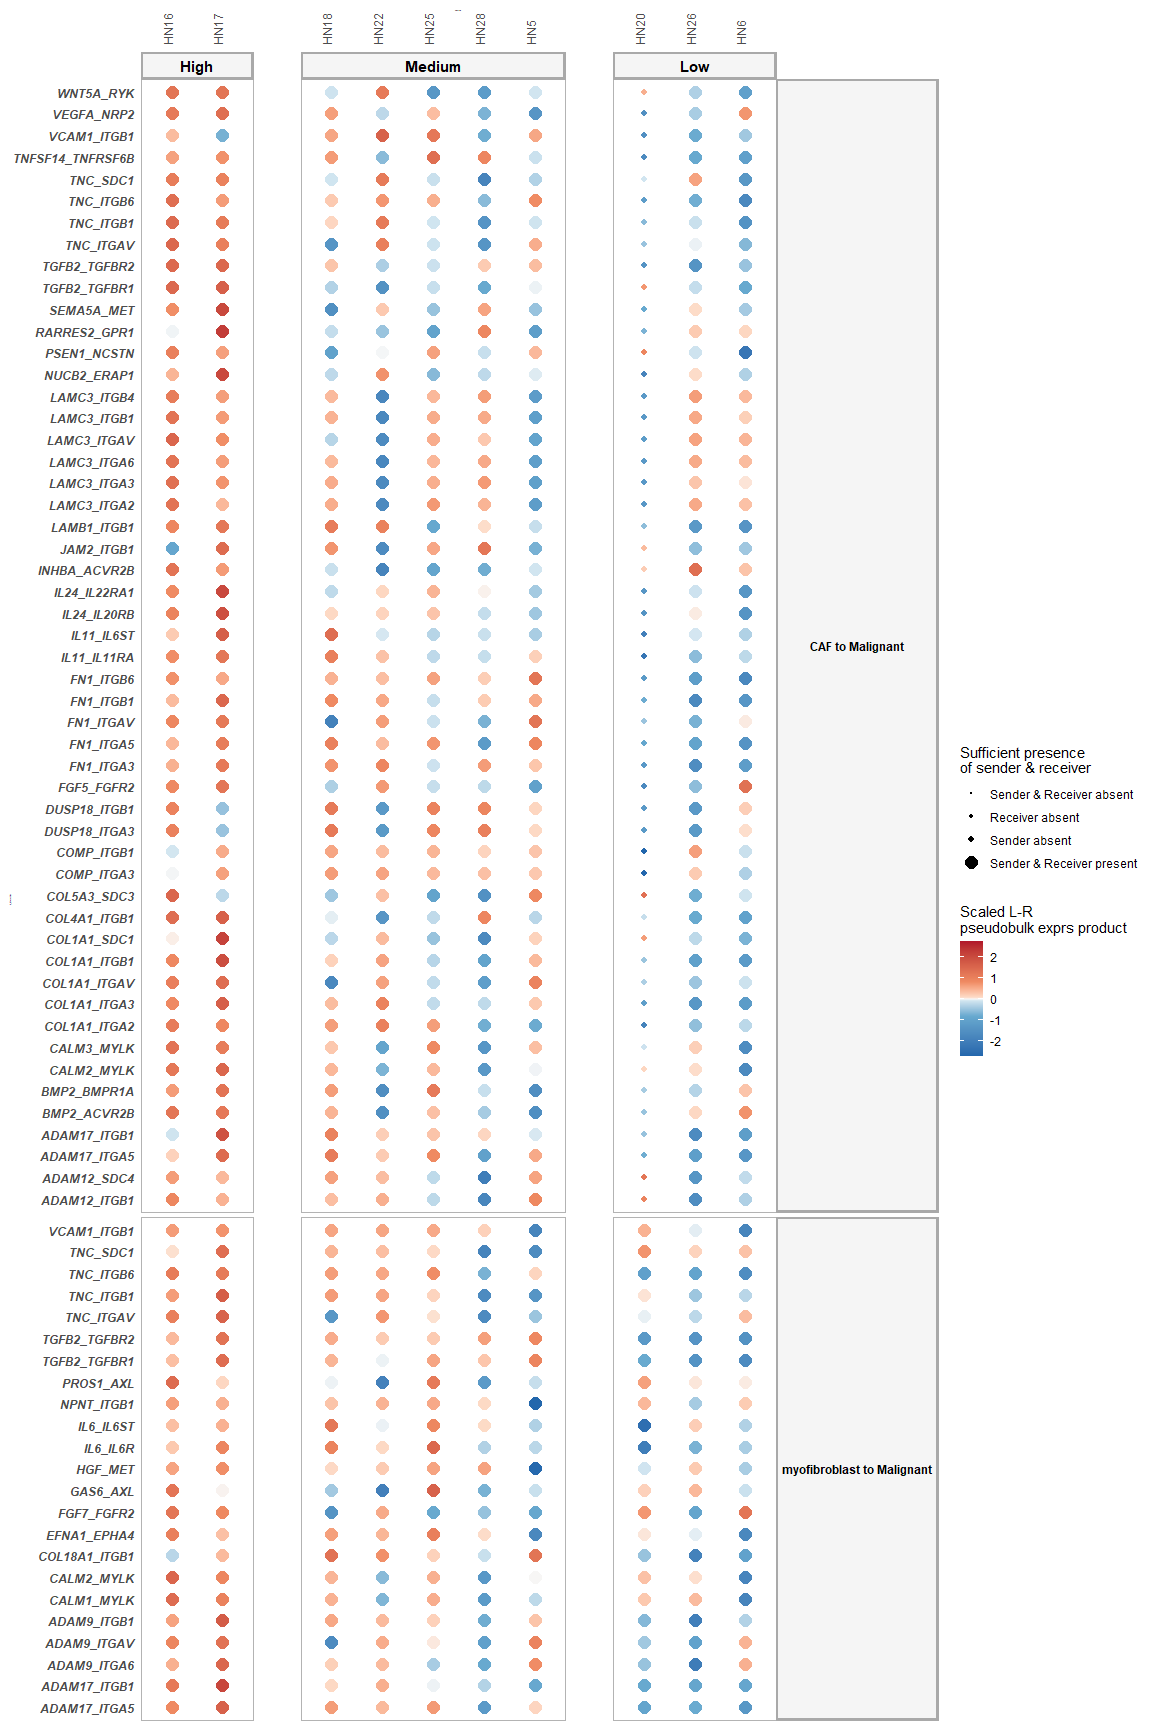 HN16
HN17
HN18
HN22
HN25
HN28
HN5
HN20
HN26
HN6
High
Medium
Low
WNT5A_RYK
VEGFA_NRP2
VCAM1_ITGB1
TNFSF14_TNFRSF6B
TNC_SDC1
TNC_ITGB6
TNC_ITGB1
TNC_ITGAV
TGFB2_TGFBR2
TGFB2_TGFBR1
SEMA5A_MET
RARRES2_GPR1
PSEN1_NCSTN
NUCB2_ERAP1
LAMC3_ITGB4
LAMC3_ITGB1
LAMC3_ITGAV
LAMC3_ITGA6
LAMC3_ITGA3
LAMC3_ITGA2
LAMB1_ITGB1
JAM2_ITGB1
INHBA_ACVR2B
IL24_IL22RA1
IL24_IL20RB
IL11_IL6ST
IL11_IL11RA
FN1_ITGB6
FN1_ITGB1
FN1_ITGAV
FN1_ITGA5
FN1_ITGA3
FGF5_FGFR2
DUSP18_ITGB1
DUSP18_ITGA3
COMP_ITGB1
COMP_ITGA3
COL5A3_SDC3
COL4A1_ITGB1
COL1A1_SDC1
COL1A1_ITGB1
COL1A1_ITGAV
COL1A1_ITGA3
COL1A1_ITGA2
CALM3_MYLK
CALM2_MYLK
BMP2_BMPR1A
BMP2_ACVR2B
ADAM17_ITGB1
ADAM17_ITGA5
ADAM12_SDC4
ADAM12_ITGB1
CAF to Malignant
VCAM1_ITGB1
TNC_SDC1
TNC_ITGB6
TNC_ITGB1
TNC_ITGAV
TGFB2_TGFBR2
TGFB2_TGFBR1
PROS1_AXL
NPNT_ITGB1
IL6_IL6ST
IL6_IL6R
HGF_MET
GAS6_AXL
FGF7_FGFR2
EFNA1_EPHA4
COL18A1_ITGB1
CALM2_MYLK
CALM1_MYLK
ADAM9_ITGB1
ADAM9_ITGAV
ADAM9_ITGA6
ADAM17_ITGB1
ADAM17_ITGA5
myofibroblast to Malignant
Sufficient presence
of sender & receiver
Sender & Receiver absent
Receiver absent
Sender absent
Sender & Receiver present
Scaled L-R
pseudobulk exprs product
2
1
0
-1
-2